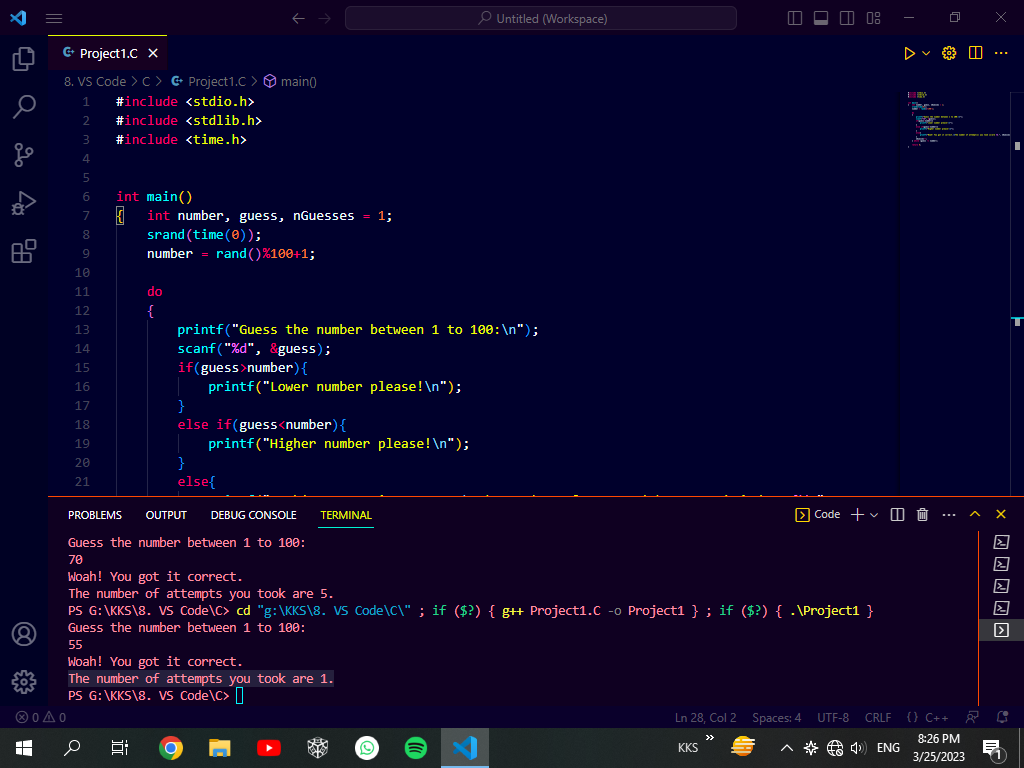 Untitled (Workspace)
Project1.C
8. VS Code > C > Project1.C > main()
1 #include <stdio.h>
2 #include <stdlib.h>
3 #include <time.h>
4
5
6 int main()
7 { int number, guess, nGuesses = 1;
8 srand(time(0));
9 number = rand()%100+1;
10
11 do
12 {
13 printf("Guess the number between 1 to 100:\n");
14 scanf("%d", &guess);
15 if(guess>number){
16 printf("Lower number please!\n");
17 }
18 else if(guess<number){
19 printf("Higher number please!\n");
20 }
21 else{
PROBLEMS OUTPUT DEBUG CONSOLE TERMINAL Code
Guess the number between 1 to 100:
70
Woah! You got it correct.
The number of attempts you took are 5.
PS G:\KKS\8. VS Code\C> cd "g:\KKS\8. VS Code\C\" ; if ($?) { g++ Project1.C -o Project1 } ; if ($?) { .\Project1 }
Guess the number between 1 to 100:
55
Woah! You got it correct.
The number of attempts you took are 1.
PS G:\KKS\8. VS Code\C>
0 0 Ln 28, Col 2 Spaces: 4 UTF-8 CRLF {} C++
KKS ENG 8:26 PM
3/25/2023 1